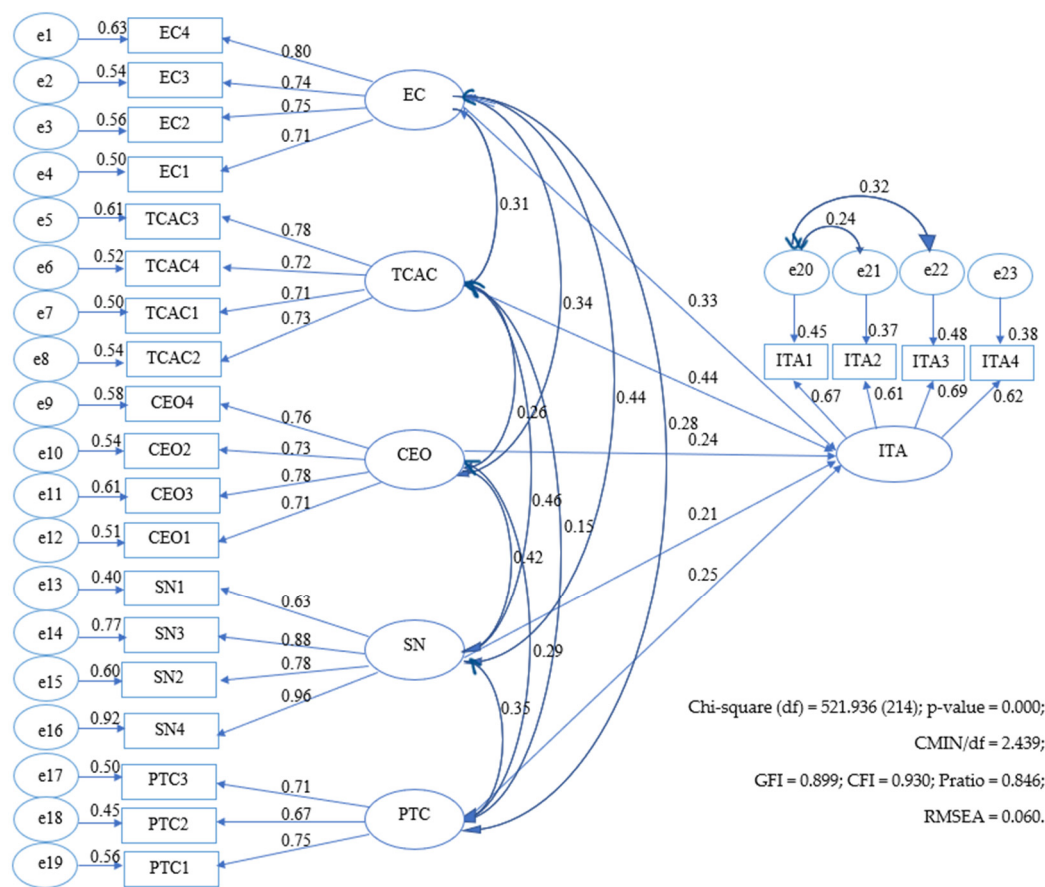 e1 0.63 EC4
e2 0.54 EC3
e3 0.56 EC2
e4 0.50 EC1
0.80
0.74
0.75
0.71
EC
e5 0.61 TCAC3
e6 0.52 TCAC4
e7 0.50 TCAC1
e8 0.54 TCAC2
0.78
0.72
0.71
0.73
TCAC
e9 0.58 CEO4
e10 0.54 CEO2
e11 0.61 CEO3
e12 0.51 CEO1
0.76
0.73
0.78
0.71
CEO
e13 0.40 SN1
e14 0.77 SN3
e15 0.60 SN2
e16 0.92 SN4
0.63
0.88
0.78
0.96
SN
e17 0.50 PTC3
e18 0.45 PTC2
e19 0.56 PTC1
0.71
0.67
0.75
PTC
0.31
0.34
0.44
0.28
0.26
0.46
0.15
0.42
0.29
0.35
0.33
0.44
0.24
0.21
0.25
0.32
0.24
e20 e21 e22 e23
0.45 0.37 0.48 0.38
ITA1 ITA2 ITA3 ITA4
0.67 0.61 0.69 0.62
ITA
Chi-square (df) = 521.936 (214); p-value = 0.000;
CMIN/df = 2.439;
GFI = 0.899; CFI = 0.930; Pratio = 0.846;
RMSEA = 0.060.